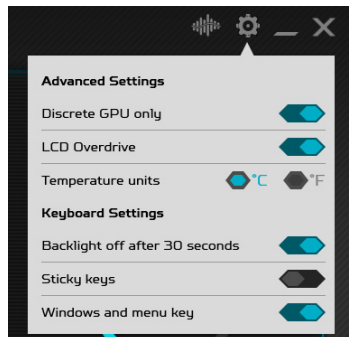 Advanced Settings
Discrete GPU only
LCD Overdrive
Temperature units °C °F
Keyboard Settings
Backlight off after 30 seconds
Sticky keys
Windows and menu key